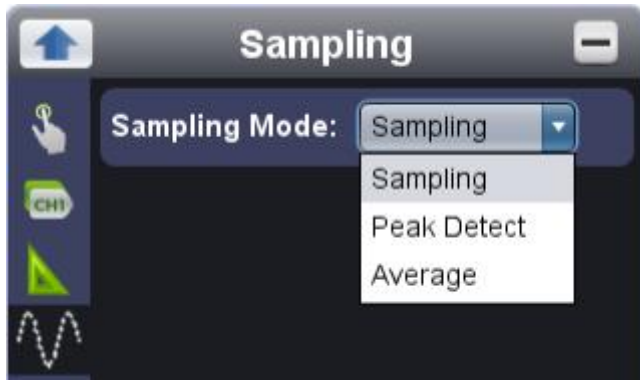 Sampling
Sampling Mode: Sampling
Sampling
CH1
Peak Detect
Average